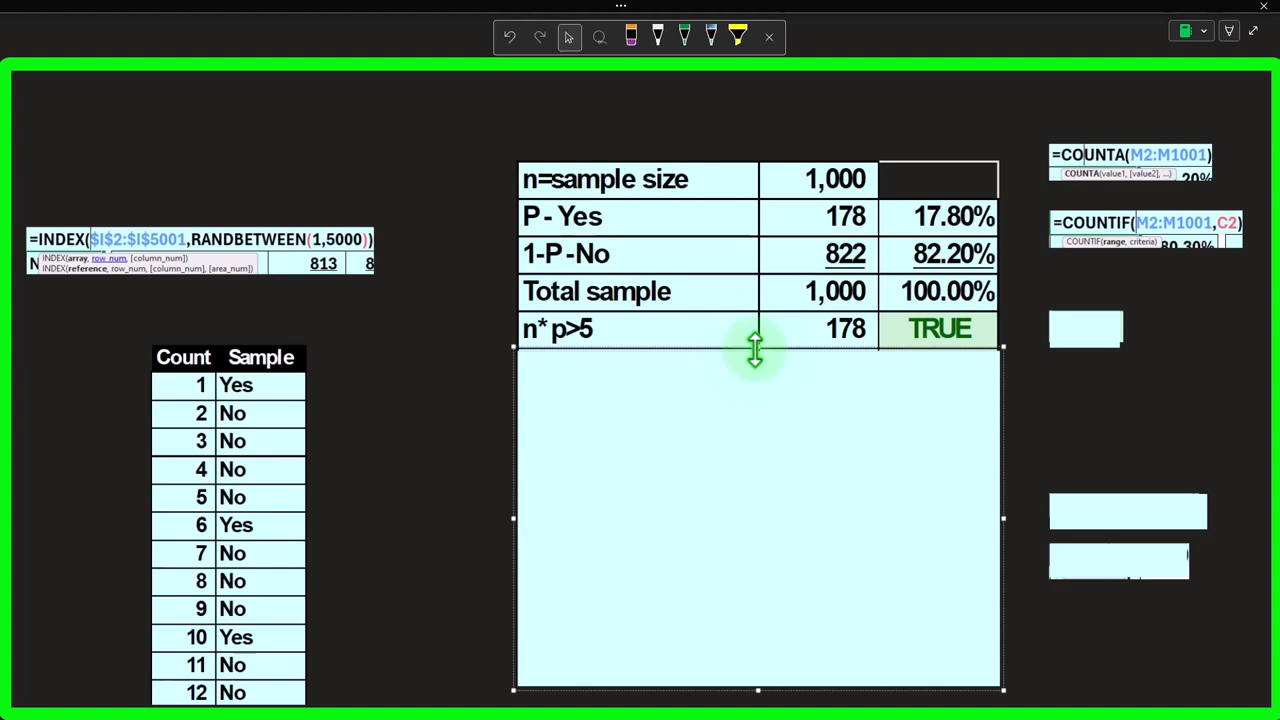 =COUNTA(M2:M1001)
COUNTA(value1, [value2], ...)
20%
n=sample size 1,000
P - Yes 178 17.80%
=COUNTIF(M2:M1001,C2)
COUNTIF(range, criteria)
80.30%
=INDEX($I$2:$I$5001,RANDBETWEEN(1,5000))
INDEX(array, row_num, [column_num])
INDEX(reference, row_num, [column_num], [area_num])
N 813 8
1-P -No 822 82.20%
Total sample 1,000 100.00%
n* p>5 178 TRUE
Count Sample
1 Yes
2 No
3 No
4 No
5 No
6 Yes
7 No
8 No
9 No
10 Yes
11 No
12 No